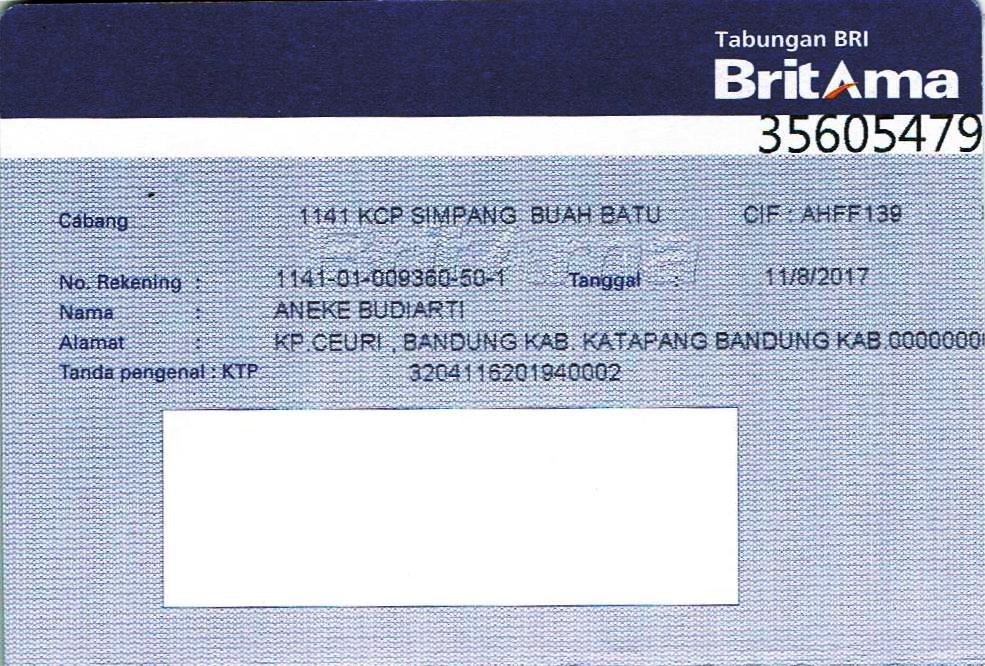 Tabungan BRI
BritAma
35605479
Cabang 1141 KCP SIMPANG BUAH BATU CIF : AHFF139
No. Rekening : 1141-01-009360-50-1 Tanggal : 11/8/2017
Nama : ANEKE BUDIARTI
Alamat : KP.CEURI , BANDUNG KAB. KATAPANG BANDUNG KAB.00000000
Tanda pengenal : KTP 3204116201940002